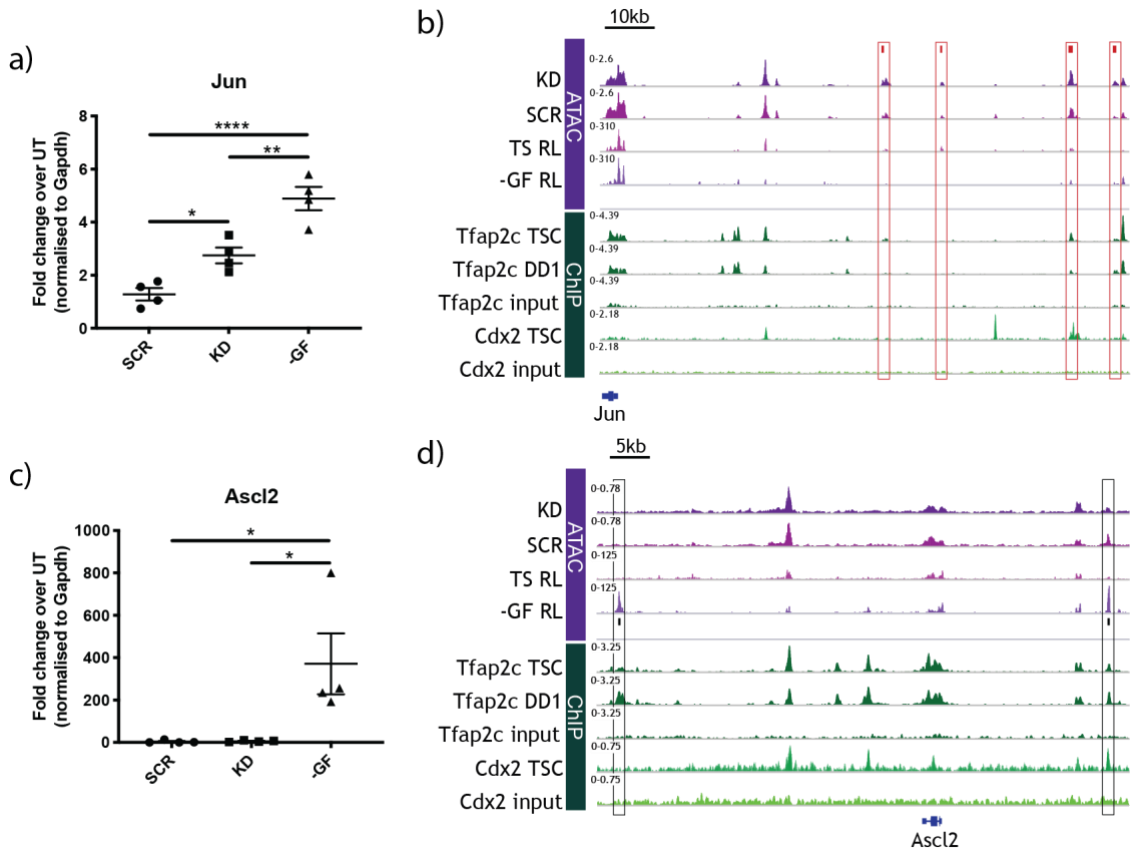 a)
Jun
Fold change over UT
(normalised to Gapdh)
8
6
4
2
0
****
**
*
SCR
KD
-GF
b)
10kb
ATAC
0-2.6
KD
0-2.6
SCR
0-310
TS RL
0-310
-GF RL
ChIP
0-4.39
Tfap2c TSC
0-4.39
Tfap2c DD1
0-4.39
Tfap2c input
0-2.18
Cdx2 TSC
0-2.18
Cdx2 input
Jun
c)
Ascl2
Fold change over UT
(normalised to Gapdh)
1000
800
600
400
200
0
*
*
SCR
KD
-GF
d)
5kb
ATAC
0-0.78
KD
0-0.78
SCR
0-125
TS RL
0-125
-GF RL
ChIP
0-3.25
Tfap2c TSC
0-3.25
Tfap2c DD1
0-3.25
Tfap2c input
0-0.75
Cdx2 TSC
0-0.75
Cdx2 input
Ascl2